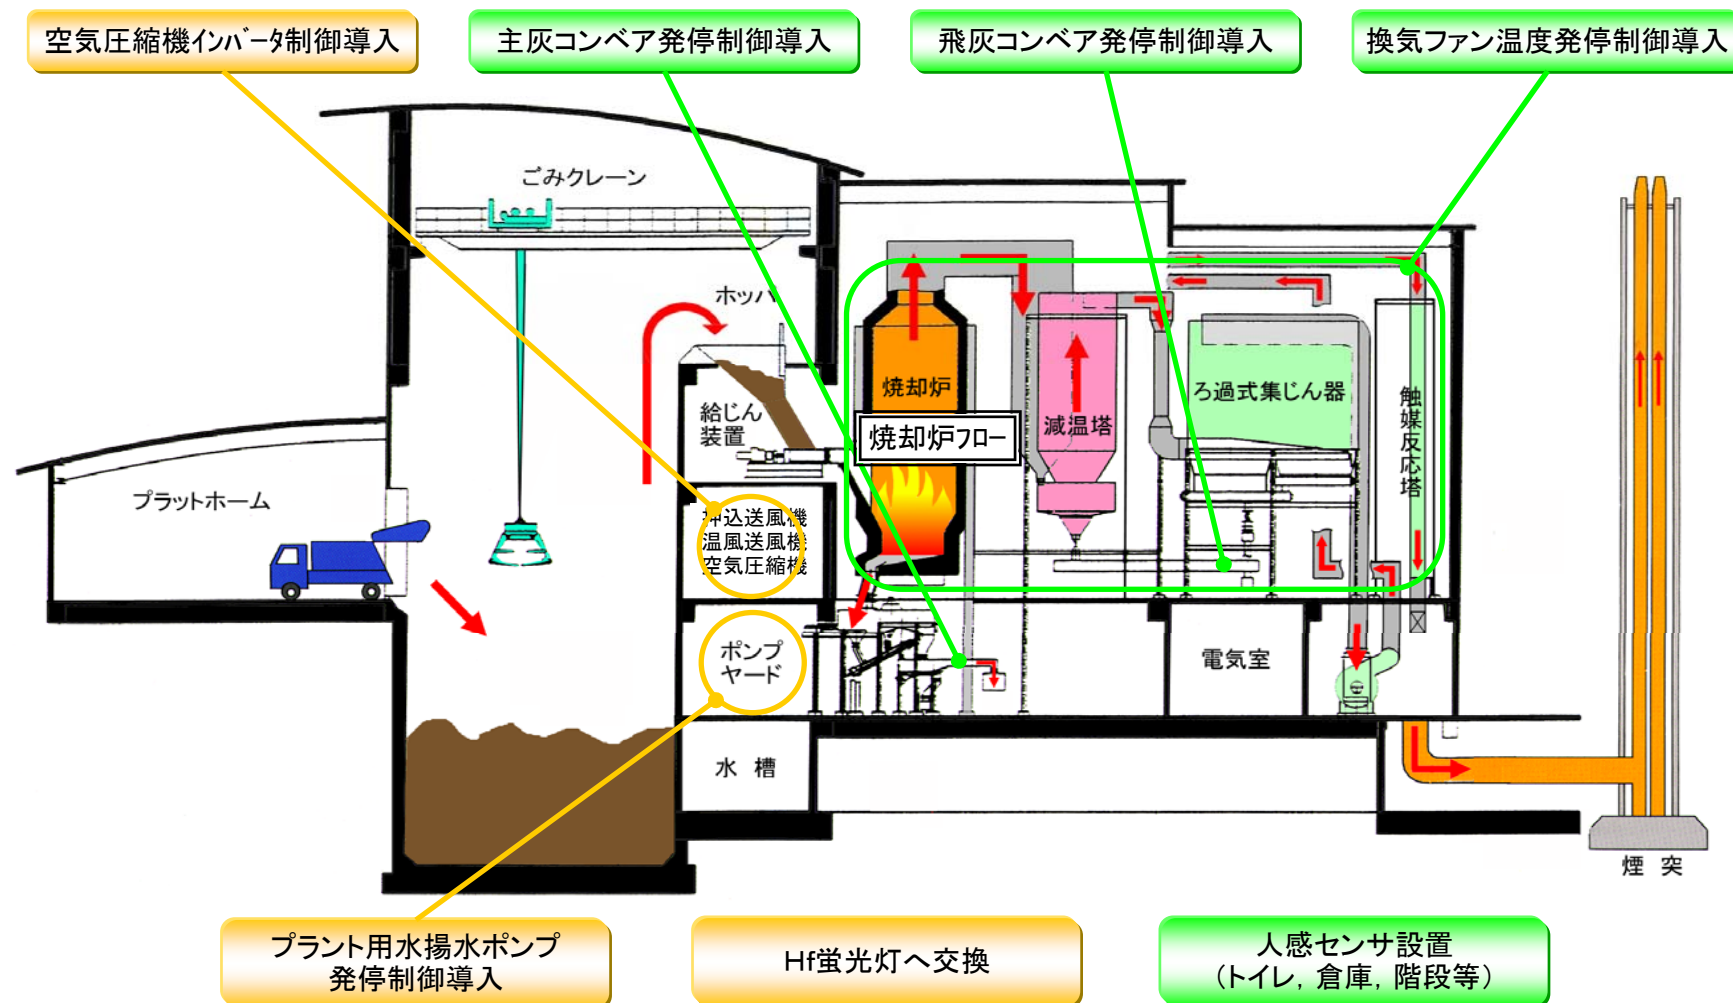 空気圧縮機インバータ制御導入
主灰コンベア発停制御導入
飛灰コンベア発停制御導入
換気ファン温度発停制御導入
ごみクレーン
ホッパ
焼却炉
給じん
装置
焼却炉フロー
減温塔
ろ過式集じん器
触媒反応塔
プラットホーム
押込送風機
温風送風機
空気圧縮機
ポンプ
ヤード
電気室
水 槽
煙 突
プラント用水揚水ポンプ
発停制御導入
Hf蛍光灯へ交換
人感センサ設置
(トイレ, 倉庫, 階段等)